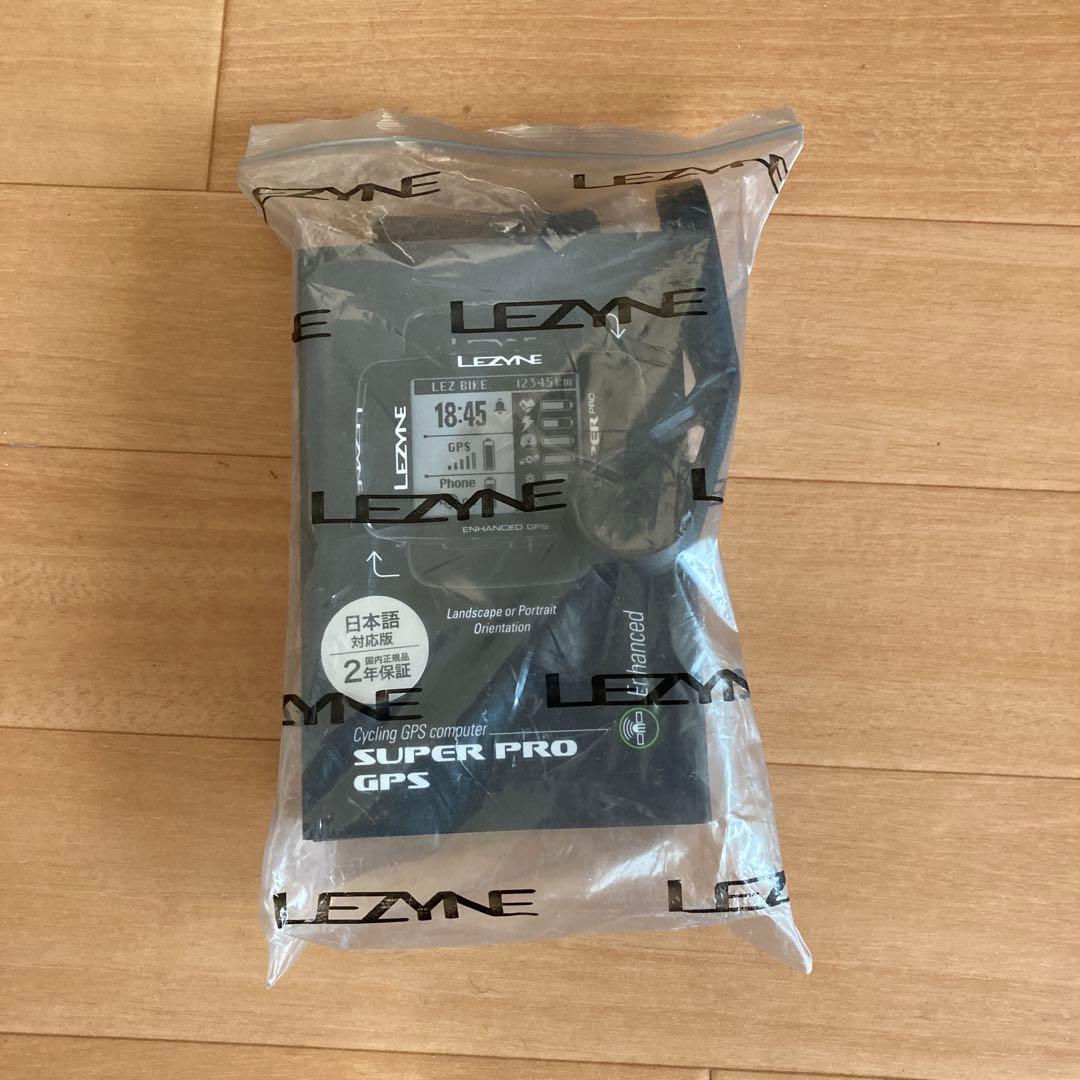 LEZYNE
LEZYNE
LEZYNE
LEZYNE
LEZYNE
LEZ BIKE 12345km
18:45
GPS
Phone
LEZYNE
ENHANCED GPS
PRO
Landscape or Portrait
Orientation
日本語
対応版
国内正規品
2年保証
Enhanced
LEZYNE
Cycling GPS computer
SUPER PRO
GPS
LEZYNE